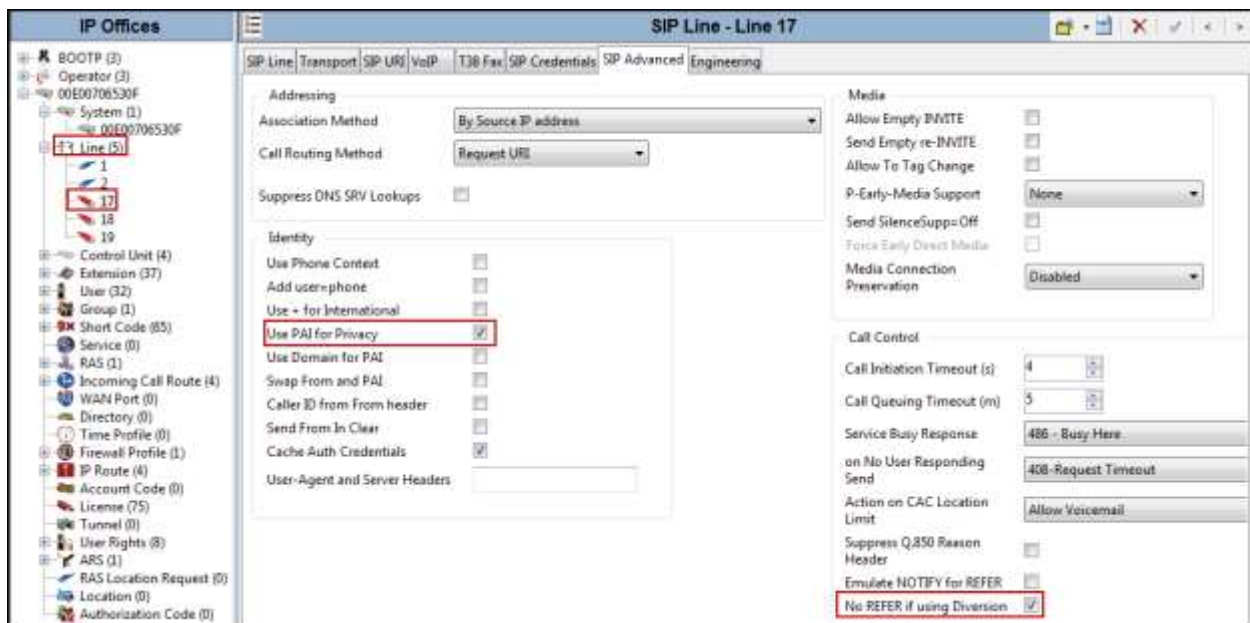 IP Offices
BOOTP (3)
Operator (3)
00E00706530F
System (1)
00E00706530F
Line (5)
1
2
17
18
19
Control Unit (4)
Extension (37)
User (32)
Group (1)
Short Code (65)
Service (0)
RAS (1)
Incoming Call Route (4)
WAN Port (0)
Directory (0)
Time Profile (0)
Firewall Profile (1)
IP Route (4)
Account Code (0)
License (75)
Tunnel (0)
User Rights (8)
ARS (1)
RAS Location Request (0)
Location (0)
Authorization Code (0)
SIP Line - Line 17
SIP Line Transport SIP URI VoIP T38 Fax SIP Credentials SIP Advanced Engineering
Addressing
Association Method By Source IP address
Call Routing Method Request URI
Suppress DNS SRV Lookups
Identity
Use Phone Context
Add user=phone
Use + for International
Use PAI for Privacy
Use Domain for PAI
Swap From and PAI
Caller ID from From header
Send From In Clear
Cache Auth Credentials
User-Agent and Server Headers
Media
Allow Empty INVITE
Send Empty re-INVITE
Allow To Tag Change
P-Early-Media Support None
Send SilenceSupp=Off
Force Early Direct Media
Media Connection
Preservation
Disabled
Call Control
Call Initiation Timeout (s) 4
Call Queuing Timeout (m) 5
Service Busy Response 486 - Busy Here
on No User Responding
Send
408-Request Timeout
Action on CAC Location
Limit
Allow Voicemail
Suppress Q.850 Reason
Header
Emulate NOTIFY for REFER
No REFER if using Diversion